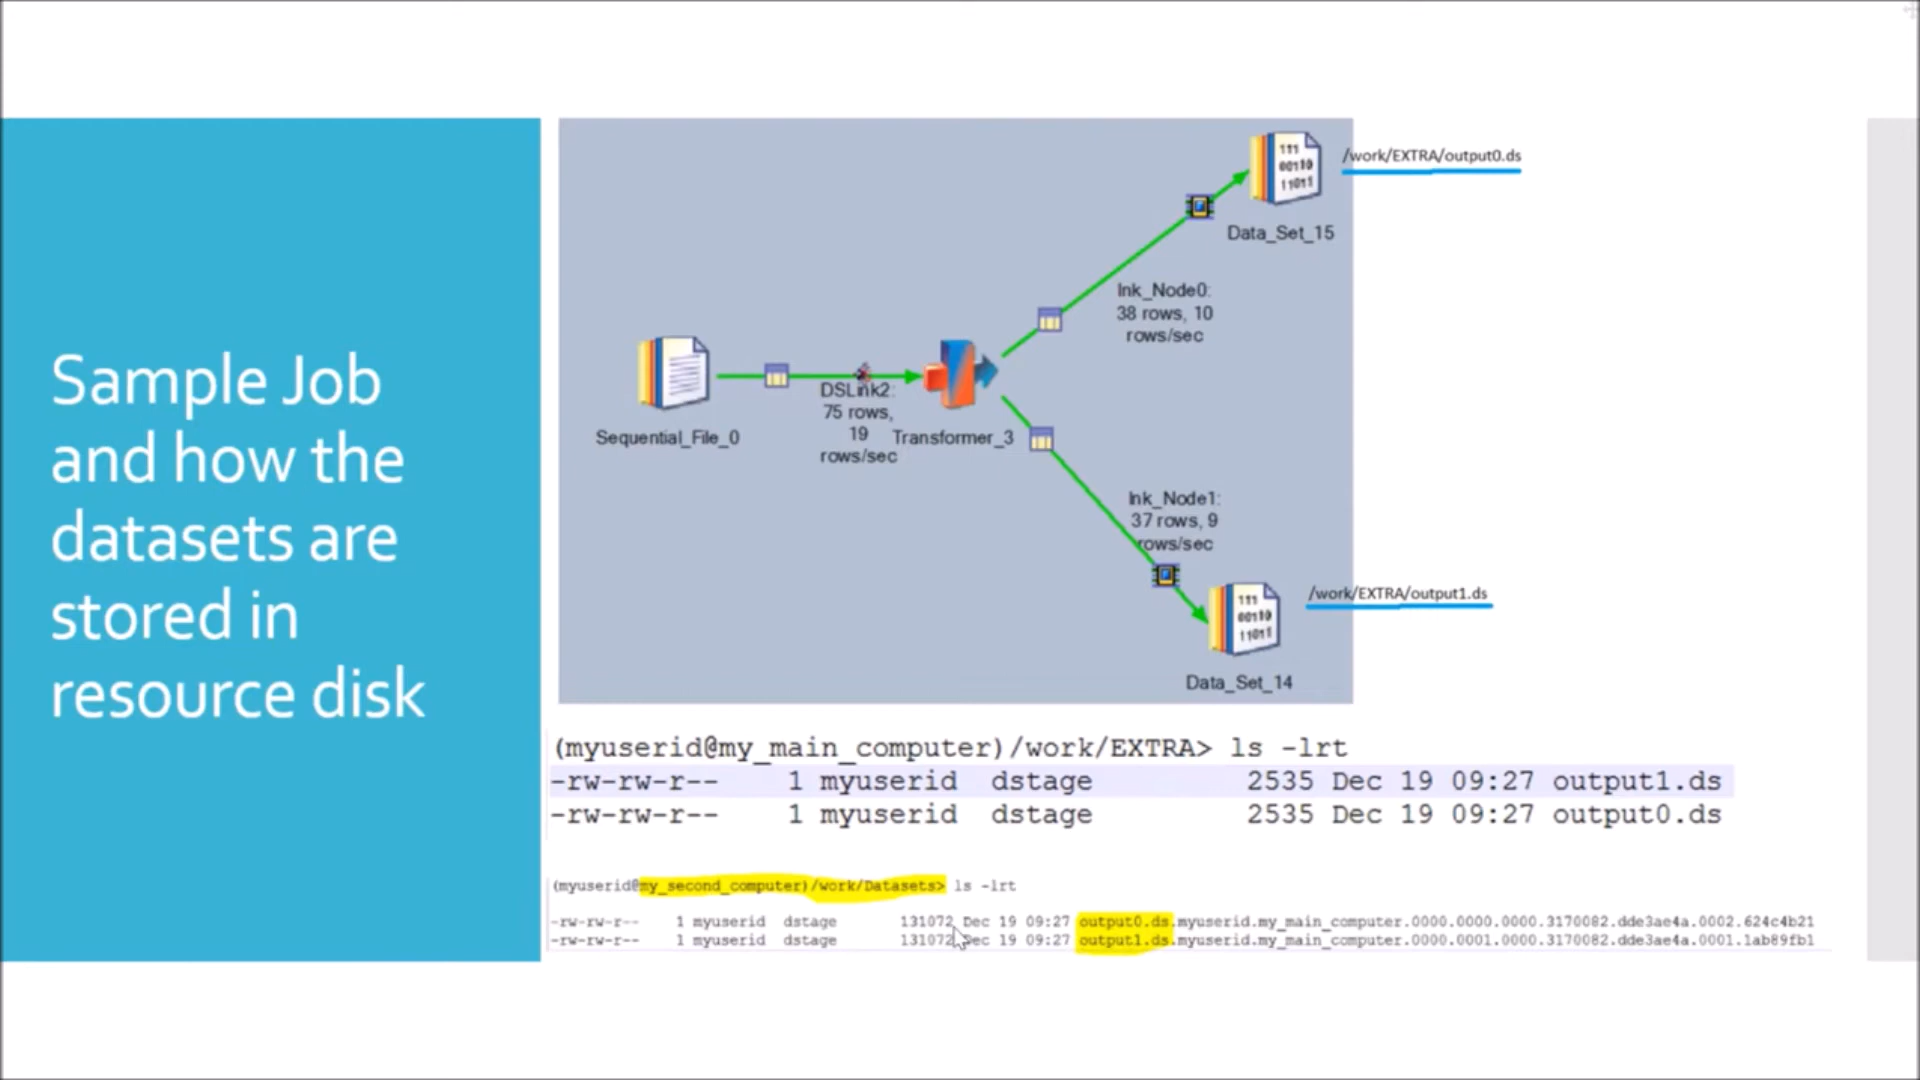 Sample Job
and how the
datasets are
stored in
resource disk
111
00110
11011
/work/EXTRA/output0.ds
Data_Set_15
lnk_Node0:
38 rows, 10
rows/sec
Sequential_File_0
DSLink2:
75 rows,
19
rows/sec
Transformer_3
lnk_Node1:
37 rows, 9
rows/sec
111
00110
11011
/work/EXTRA/output1.ds
Data_Set_14
(myuserid@my_main_computer)/work/EXTRA> ls -lrt
-rw-rw-r-- 1 myuserid dstage 2535 Dec 19 09:27 output1.ds
-rw-rw-r-- 1 myuserid dstage 2535 Dec 19 09:27 output0.ds
(myuserid@my_second_computer)/work/Datasets> ls -lrt
-rw-rw-r-- 1 myuserid dstage 131072 Dec 19 09:27 output0.ds.myuserid.my_main_computer.0000.0000.0000.3170082.dde3ae4a.0002.624c4b21
-rw-rw-r-- 1 myuserid dstage 131072 Dec 19 09:27 output1.ds.myuserid.my_main_computer.0000.0001.0000.3170082.dde3ae4a.0001.1ab89fb1